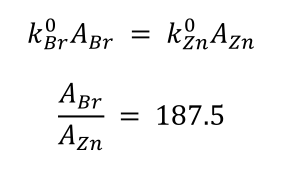 k⁰_Br A_Br = k⁰_Zn A_Zn
A_Br / A_Zn = 187.5